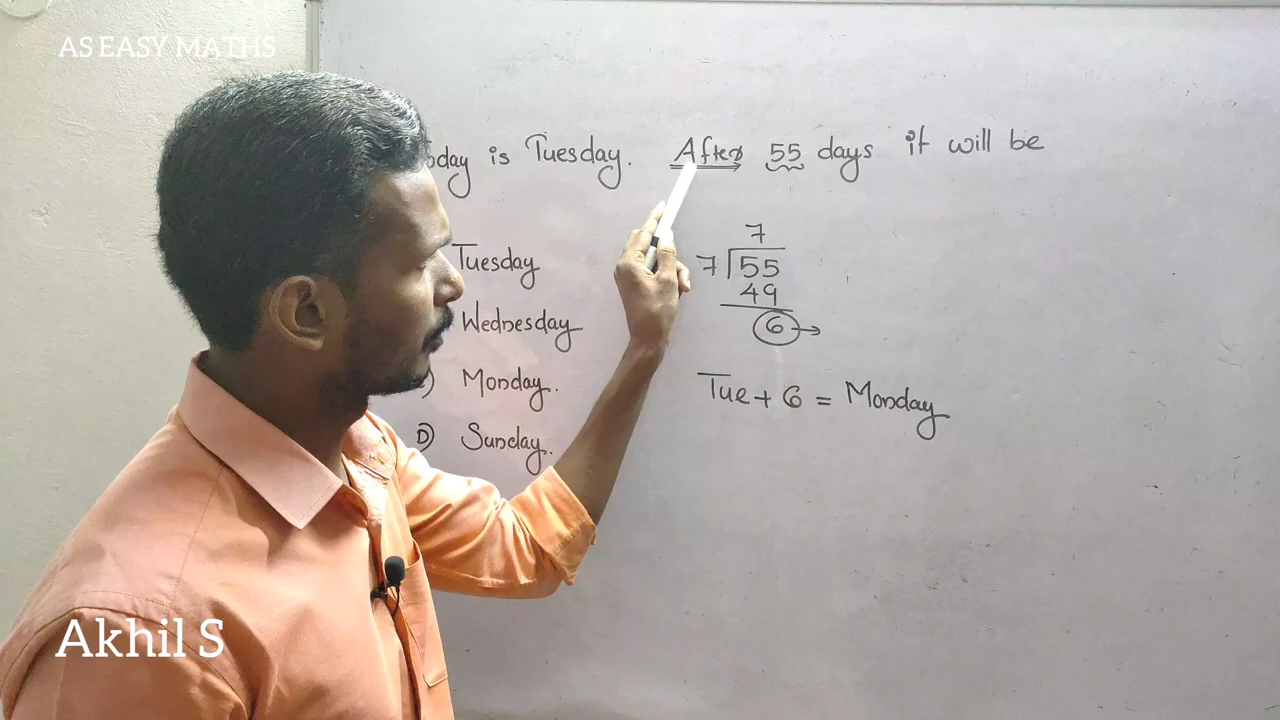 AS EASY MATHS
oday is Tuesday. After 55 days it will be
7
7 55
49
6
Tuesday
Wednesday
) Monday.
D) Sunday.
Tue + 6 = Monday
Akhil S